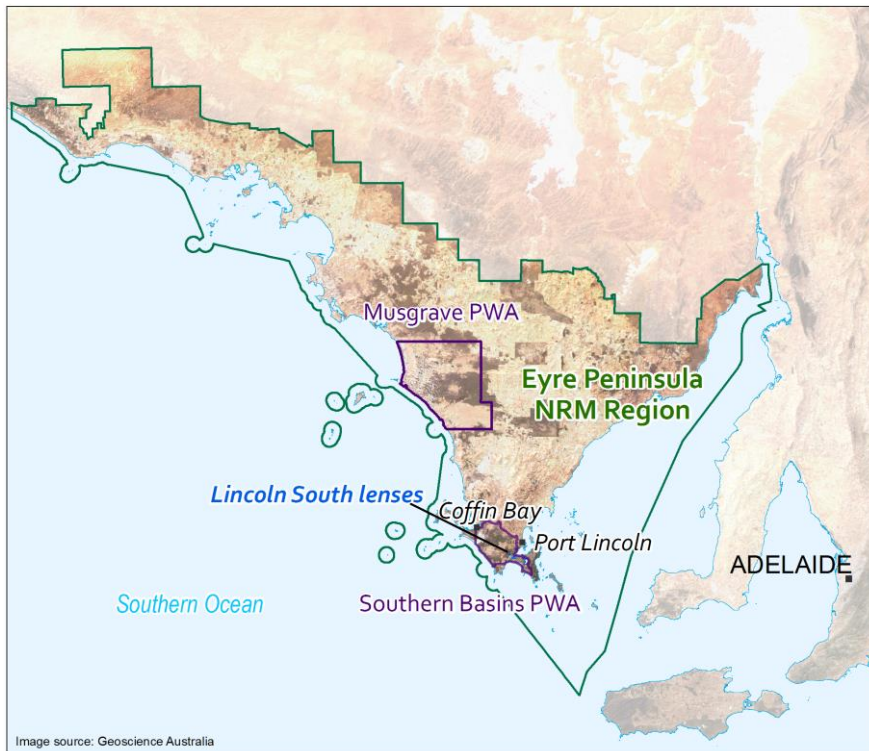 Musgrave PWA
Eyre Peninsula
NRM Region
Lincoln South lenses
Coffin Bay
Port Lincoln
ADELAIDE
Southern Ocean
Southern Basins PWA
Image source: Geoscience Australia